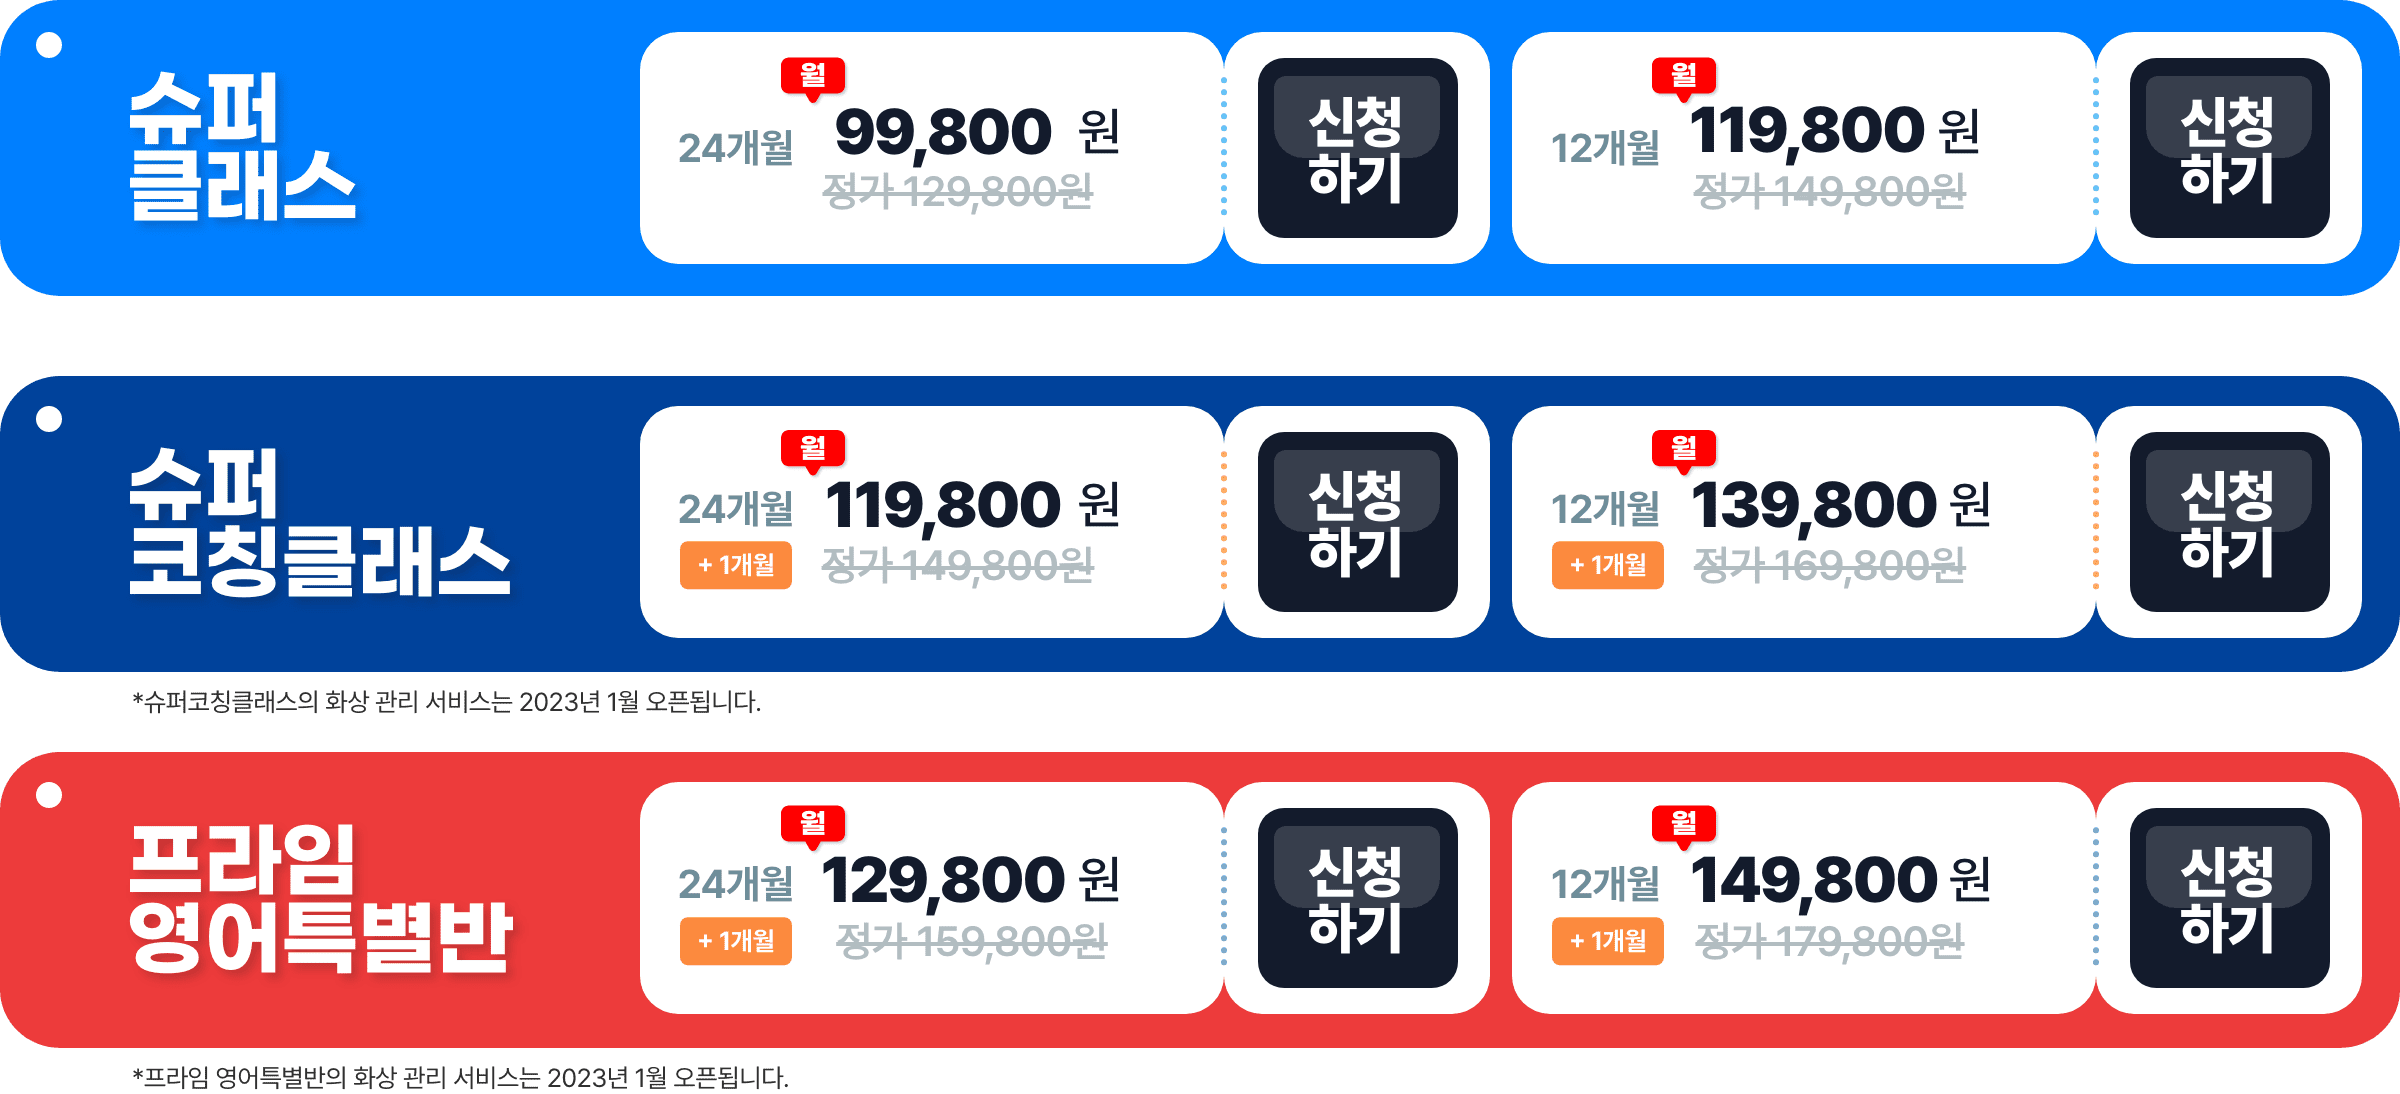 슈퍼
클래스
월
24개월 99,800 원
정가 129,800원
신청
하기
월
12개월 119,800 원
정가 149,800원
신청
하기
슈퍼
코칭클래스
월
24개월 119,800 원
+ 1개월 정가 149,800원
신청
하기
월
12개월 139,800 원
+ 1개월 정가 169,800원
신청
하기
*슈퍼코칭클래스의 화상 관리 서비스는 2023년 1월 오픈됩니다.
프라임
영어특별반
월
24개월 129,800 원
+ 1개월 정가 159,800원
신청
하기
월
12개월 149,800 원
+ 1개월 정가 179,800원
신청
하기
*프라임 영어특별반의 화상 관리 서비스는 2023년 1월 오픈됩니다.